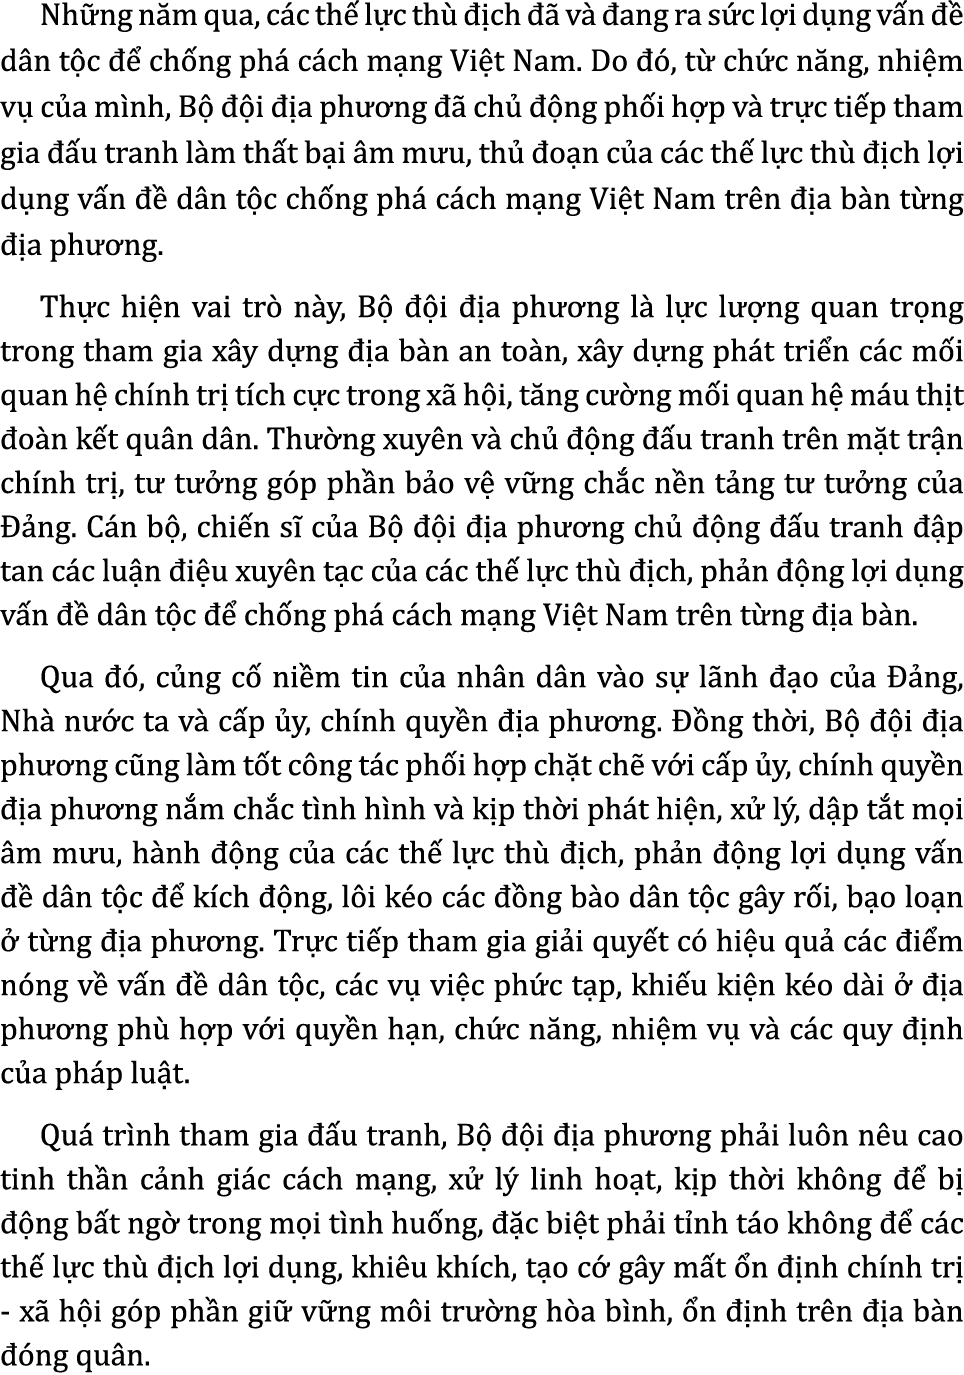 Những năm qua, các thế lực thù địch đã và đang ra sức lợi dụng vấn đề
dân tộc để chống phá cách mạng Việt Nam. Do đó, từ chức năng, nhiệm
vụ của mình, Bộ đội địa phương đã chủ động phối hợp và trực tiếp tham
gia đấu tranh làm thất bại âm mưu, thủ đoạn của các thế lực thù địch lợi
dụng vấn đề dân tộc chống phá cách mạng Việt Nam trên địa bàn từng
địa phương.
Thực hiện vai trò này, Bộ đội địa phương là lực lượng quan trọng
trong tham gia xây dựng địa bàn an toàn, xây dựng phát triển các mối
quan hệ chính trị tích cực trong xã hội, tăng cường mối quan hệ máu thịt
đoàn kết quân dân. Thường xuyên và chủ động đấu tranh trên mặt trận
chính trị, tư tưởng góp phần bảo vệ vững chắc nền tảng tư tưởng của
Đảng. Cán bộ, chiến sĩ của Bộ đội địa phương chủ động đấu tranh đập
tan các luận điệu xuyên tạc của các thế lực thù địch, phản động lợi dụng
vấn đề dân tộc để chống phá cách mạng Việt Nam trên từng địa bàn.
Qua đó, củng cố niềm tin của nhân dân vào sự lãnh đạo của Đảng,
Nhà nước ta và cấp ủy, chính quyền địa phương. Đồng thời, Bộ đội địa
phương cũng làm tốt công tác phối hợp chặt chẽ với cấp ủy, chính quyền
địa phương nắm chắc tình hình và kịp thời phát hiện, xử lý, dập tắt mọi
âm mưu, hành động của các thế lực thù địch, phản động lợi dụng vấn
đề dân tộc để kích động, lôi kéo các đồng bào dân tộc gây rối, bạo loạn
ở từng địa phương. Trực tiếp tham gia giải quyết có hiệu quả các điểm
nóng về vấn đề dân tộc, các vụ việc phức tạp, khiếu kiện kéo dài ở địa
phương phù hợp với quyền hạn, chức năng, nhiệm vụ và các quy định
của pháp luật.
Quá trình tham gia đấu tranh, Bộ đội địa phương phải luôn nêu cao
tinh thần cảnh giác cách mạng, xử lý linh hoạt, kịp thời không để bị
động bất ngờ trong mọi tình huống, đặc biệt phải tỉnh táo không để các
thế lực thù địch lợi dụng, khiêu khích, tạo cớ gây mất ổn định chính trị
- xã hội góp phần giữ vững môi trường hòa bình, ổn định trên địa bàn
đóng quân.